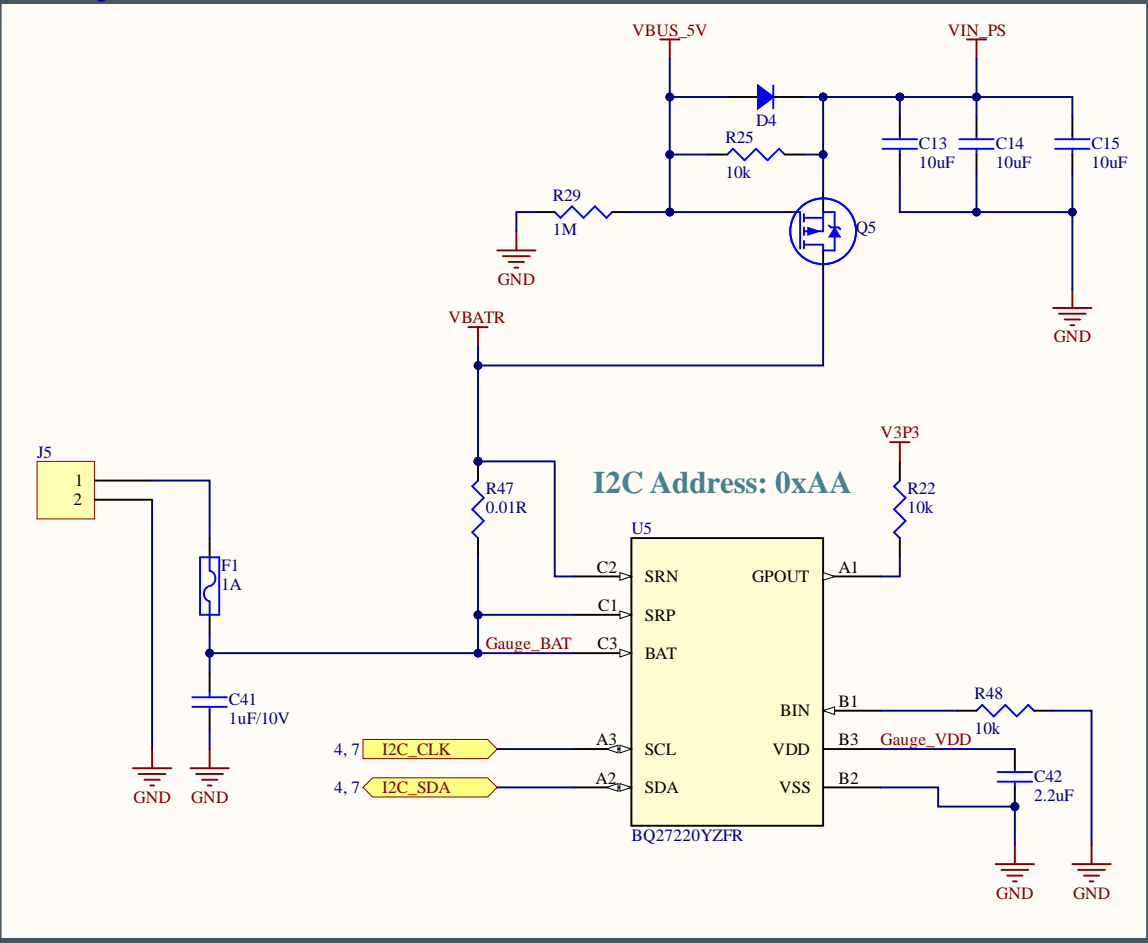 VBUS_5V
VIN_PS
D4
R25
10k
C13
10uF
C14
10uF
C15
10uF
R29
1M
Q5
GND
GND
VBATR
V3P3
J5
1
2
R47
0.01R
I2C Address: 0xAA
R22
10k
U5
F1
1A
C2
SRN
GPOUT
A1
C1
SRP
Gauge_BAT
C3
BAT
C41
1uF/10V
BIN
B1
R48
10k
4, 7
I2C_CLK
A3
SCL
VDD
B3
Gauge_VDD
4, 7
I2C_SDA
A2
SDA
VSS
B2
C42
2.2uF
GND
GND
BQ27220YZFR
GND
GND